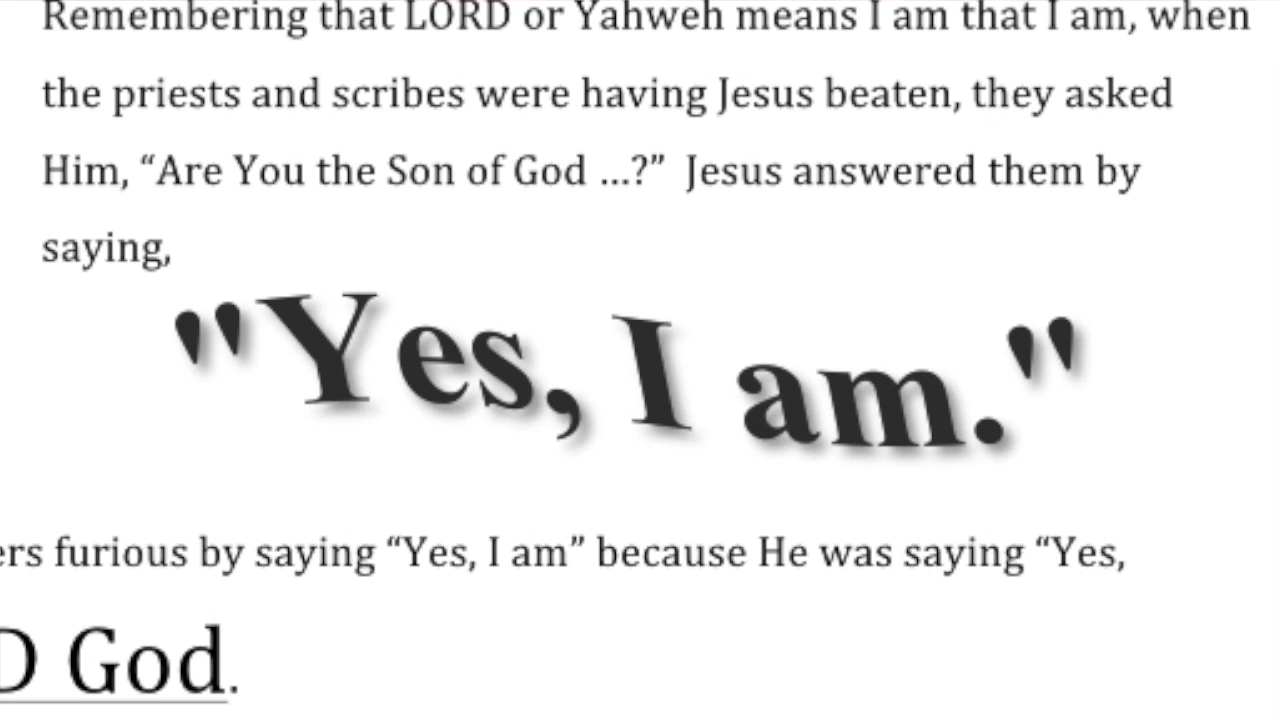 Remembering that LORD or Yahweh means I am that I am, when
the priests and scribes were having Jesus beaten, they asked
Him, “Are You the Son of God ...?” Jesus answered them by
saying,
"Yes, I am."
furious by saying “Yes, I am” because He was saying “Yes,
God.